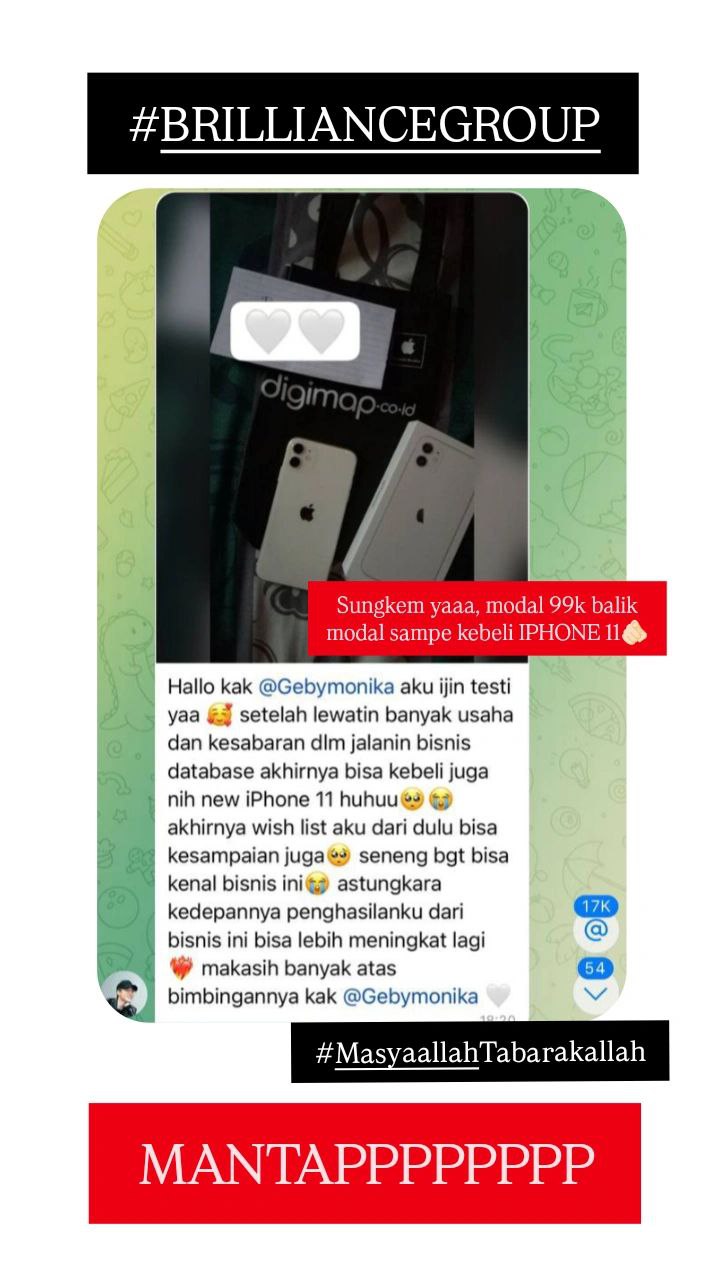 #BRILLIANCEGROUP
digimap.co.id
Sungkem yaaa, modal 99k balik
modal sampe kebeli IPHONE 11🫵🏻
Hallo kak @Gebymonika aku ijin testi
yaa 🥰 setelah lewatin banyak usaha
dan kesabaran dlm jalanin bisnis
database akhirnya bisa kebeli juga
nih new iPhone 11 huhuu🥺😭
akhirnya wish list aku dari dulu bisa
kesampaian juga🥺 seneng bgt bisa
kenal bisnis ini😭 astungkara
kedepannya penghasilanku dari
bisnis ini bisa lebih meningkat lagi
❤️‍🔥 makasih banyak atas
bimbingannya kak @Gebymonika 🤍
17K
@
54
#MasyaallahTabarakallah
MANTAPPPPPPPP